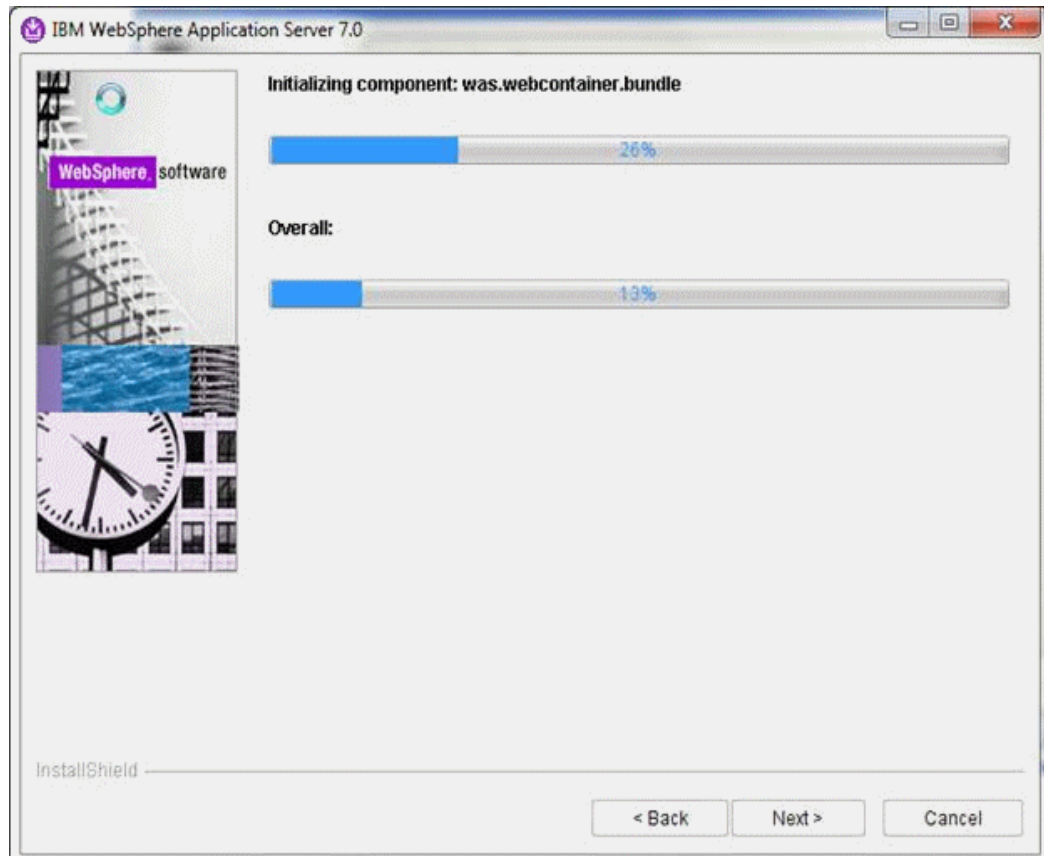 IBM WebSphere Application Server 7.0
Initializing component: was.webcontainer.bundle
26%
WebSphere. software
Overall:
13%
InstallShield
< Back
Next >
Cancel